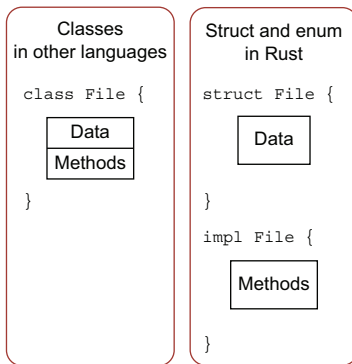 Classes
in other languages
class File {
Data
Methods
}
Struct and enum
in Rust
struct File {
Data
}
impl File {
Methods
}